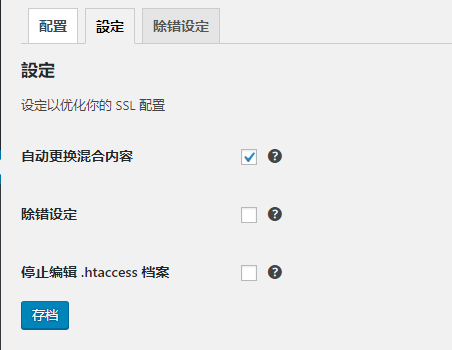 配置 設定 除错设定
設定
设定以优化你的 SSL 配置
自动更换混合内容
除错设定
停止编辑 .htaccess 档案
存档